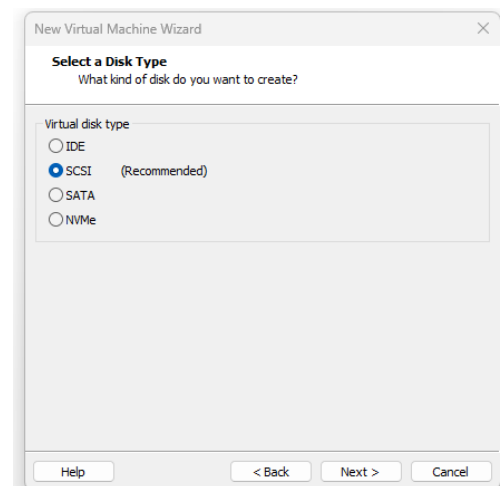 New Virtual Machine Wizard
Select a Disk Type
What kind of disk do you want to create?
Virtual disk type
IDE
SCSI (Recommended)
SATA
NVMe
Help < Back Next > Cancel